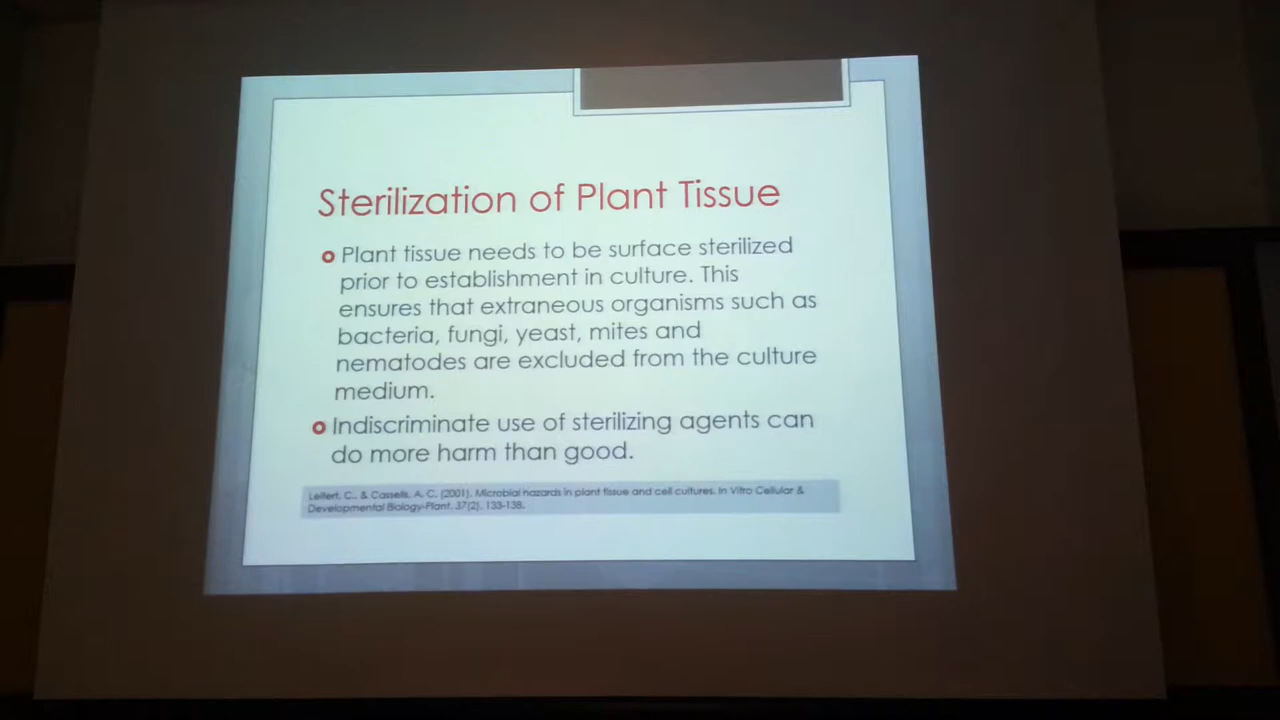 Sterilization of Plant Tissue
Plant tissue needs to be surface sterilized
prior to establishment in culture. This
ensures that extraneous organisms such as
bacteria, fungi, yeast, mites and
nematodes are excluded from the culture
medium.
Indiscriminate use of sterilizing agents can
do more harm than good.
Leifert, C., & Cassells, A. C. (2001). Microbial hazards in plant tissue and cell cultures. In Vitro Cellular &
Developmental Biology-Plant, 37(2), 133-138.